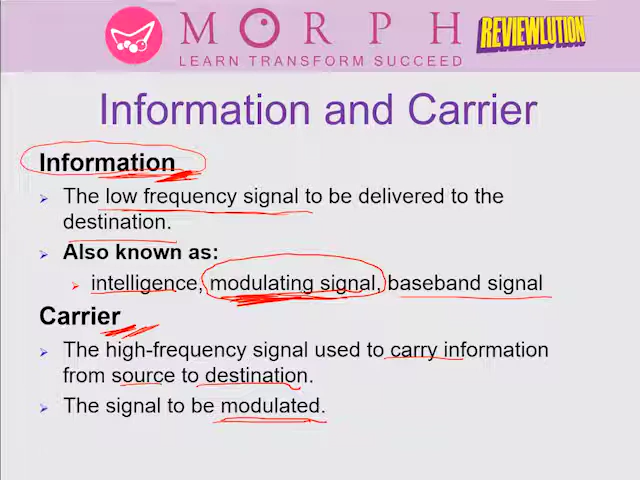 MORPH
REVIEWLUTION
LEARN TRANSFORM SUCCEED
Information and Carrier
Information
The low frequency signal to be delivered to the
destination.
Also known as:
intelligence, modulating signal, baseband signal
Carrier
The high-frequency signal used to carry information
from source to destination.
The signal to be modulated.